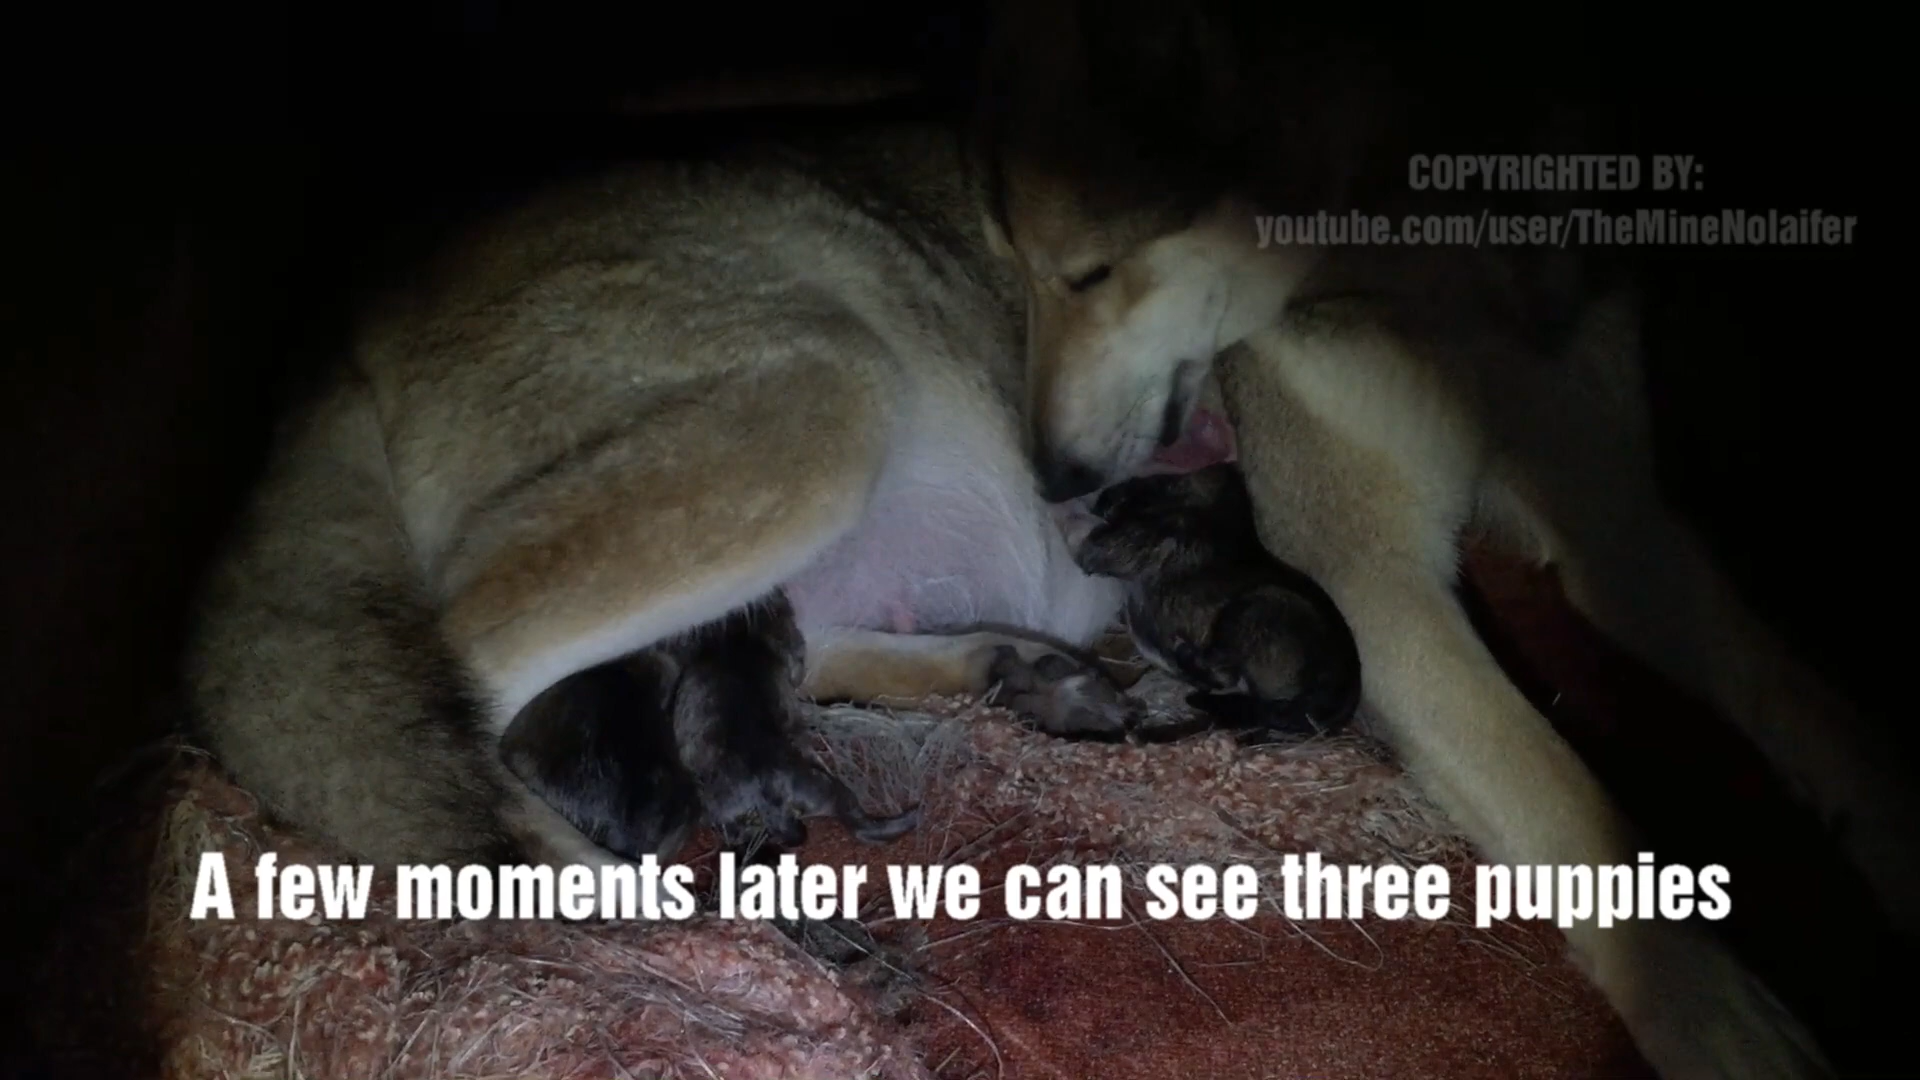 COPYRIGHTED BY:
youtube.com/user/TheMineNolaifer
A few moments later we can see three puppies